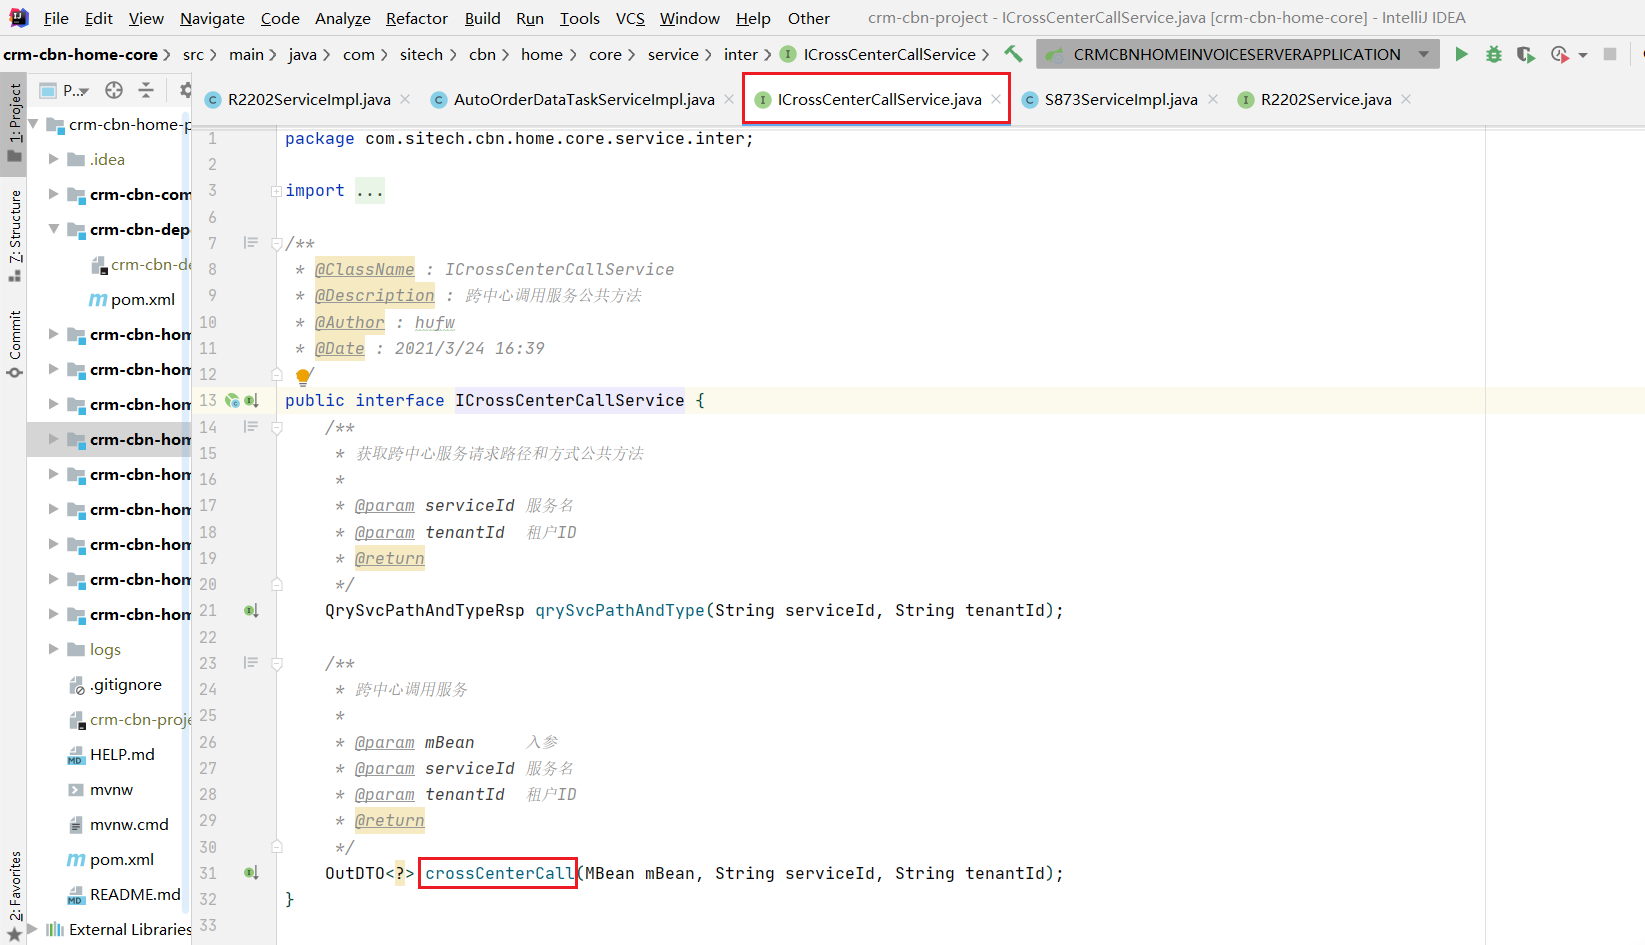 File Edit View Navigate Code Analyze Refactor Build Run Tools VCS Window Help Other crm-cbn-project - ICrossCenterCallService.java [crm-cbn-home-core] - IntelliJ IDEA
crm-cbn-home-core src main java com sitech cbn home core service inter ICrossCenterCallService CRMCBNHOMEINVOICESERVERAPPLICATION
P... R2202ServiceImpl.java AutoOrderDataTaskServiceImpl.java ICrossCenterCallService.java S873ServiceImpl.java R2202Service.java
1: Project
7: Structure
Commit
2: Favorites
crm-cbn-home-p
.idea
crm-cbn-com
crm-cbn-dep
crm-cbn-de
pom.xml
crm-cbn-hom
crm-cbn-hom
crm-cbn-hom
crm-cbn-hom
crm-cbn-hom
crm-cbn-hom
crm-cbn-hom
crm-cbn-hom
crm-cbn-hom
logs
.gitignore
crm-cbn-proje
HELP.md
mvnw
mvnw.cmd
pom.xml
README.md
External Libraries
1 package com.sitech.cbn.home.core.service.inter;
2
3 import ...
6
7 /**
8 * @ClassName : ICrossCenterCallService
9 * @Description : 跨中心调用服务公共方法
10 * @Author : hufw
11 * @Date : 2021/3/24 16:39
12 /
13 public interface ICrossCenterCallService {
14 /**
15 * 获取跨中心服务请求路径和方式公共方法
16 *
17 * @param serviceId 服务名
18 * @param tenantId 租户ID
19 * @return
20 */
21 QrySvcPathAndTypeRsp qrySvcPathAndType(String serviceId, String tenantId);
22
23 /**
24 * 跨中心调用服务
25 *
26 * @param mBean 入参
27 * @param serviceId 服务名
28 * @param tenantId 租户ID
29 * @return
30 */
31 OutDTO<?> crossCenterCall(MBean mBean, String serviceId, String tenantId);
32 }
33